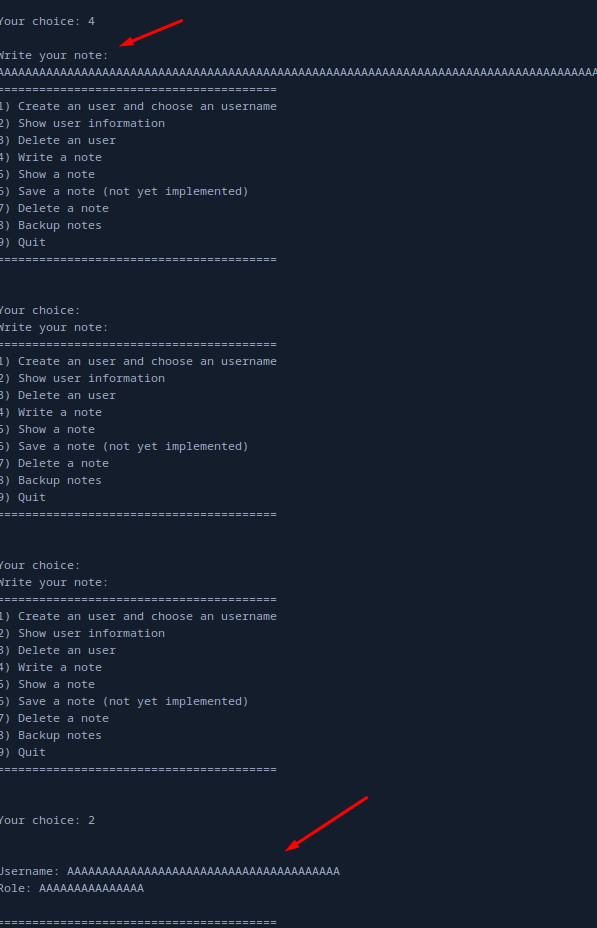 Your choice: 4
Write your note:
AAAAAAAAAAAAAAAAAAAAAAAAAAAAAAAAAAAAAAAAAAAAAAAAAAAAAAAAAAAAAAAAAAAAAAAAAAAAAAAAAAAAAA
========================================
1) Create an user and choose an username
2) Show user information
3) Delete an user
4) Write a note
5) Show a note
6) Save a note (not yet implemented)
7) Delete a note
8) Backup notes
9) Quit
========================================
Your choice:
Write your note:
========================================
1) Create an user and choose an username
2) Show user information
3) Delete an user
4) Write a note
5) Show a note
6) Save a note (not yet implemented)
7) Delete a note
8) Backup notes
9) Quit
========================================
Your choice:
Write your note:
========================================
1) Create an user and choose an username
2) Show user information
3) Delete an user
4) Write a note
5) Show a note
6) Save a note (not yet implemented)
7) Delete a note
8) Backup notes
9) Quit
========================================
Your choice: 2
Username: AAAAAAAAAAAAAAAAAAAAAAAAAAAAAAAAAAAAAAA
Role: AAAAAAAAAAAAAAA
========================================